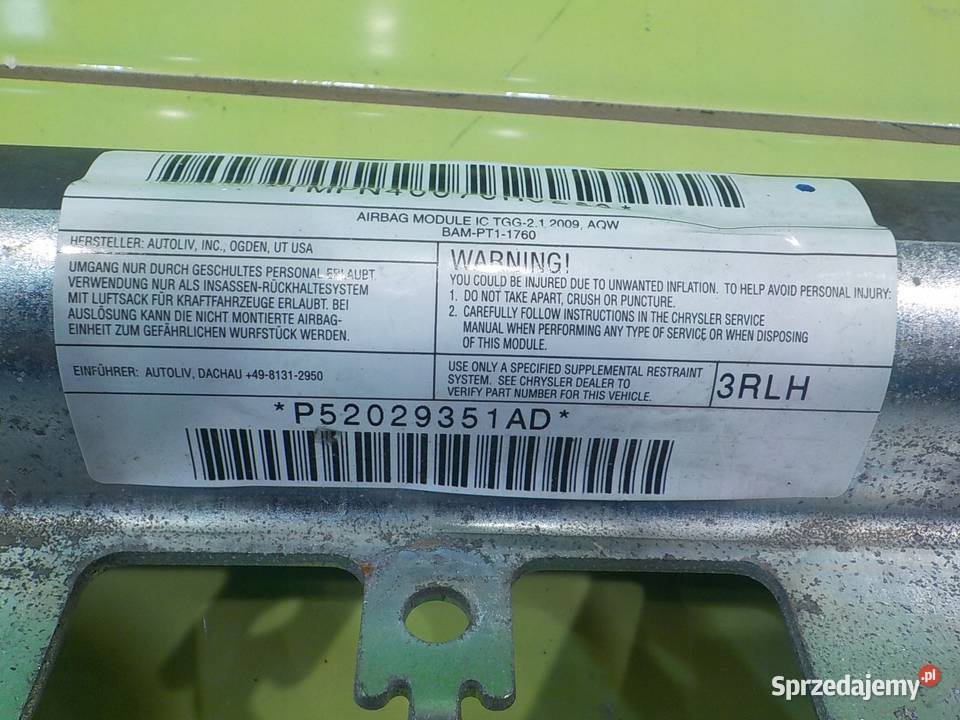 AIRBAG MODULE IC TGG-2.1 2009, AQW
BAM-PT1-1760
HERSTELLER: AUTOLIV, INC., OGDEN, UT USA
UMGANG NUR DURCH GESCHULTES PERSONAL ERLAUBT.
VERWENDUNG NUR ALS INSASSEN-RÜCKHALTESYSTEM
MIT LUFTSACK FÜR KRAFTFAHRZEUGE ERLAUBT. BEI
AUSLÖSUNG KANN DIE NICHT MONTIERTE AIRBAG-
EINHEIT ZUM GEFÄHRLICHEN WURFSTÜCK WERDEN.
EINFÜHRER: AUTOLIV, DACHAU +49-8131-2950
WARNING!
YOU COULD BE INJURED DUE TO UNWANTED INFLATION. TO HELP AVOID PERSONAL INJURY:
1. DO NOT TAKE APART, CRUSH OR PUNCTURE.
2. CAREFULLY FOLLOW INSTRUCTIONS IN THE CHRYSLER SERVICE
MANUAL WHEN PERFORMING ANY TYPE OF SERVICE OR WHEN DISPOSING
OF THIS MODULE.
USE ONLY A SPECIFIED SUPPLEMENTAL RESTRAINT
SYSTEM. SEE CHRYSLER DEALER TO
VERIFY PART NUMBER FOR THIS VEHICLE.
3RLH
*P52029351AD*
Sprzedajemy.pl